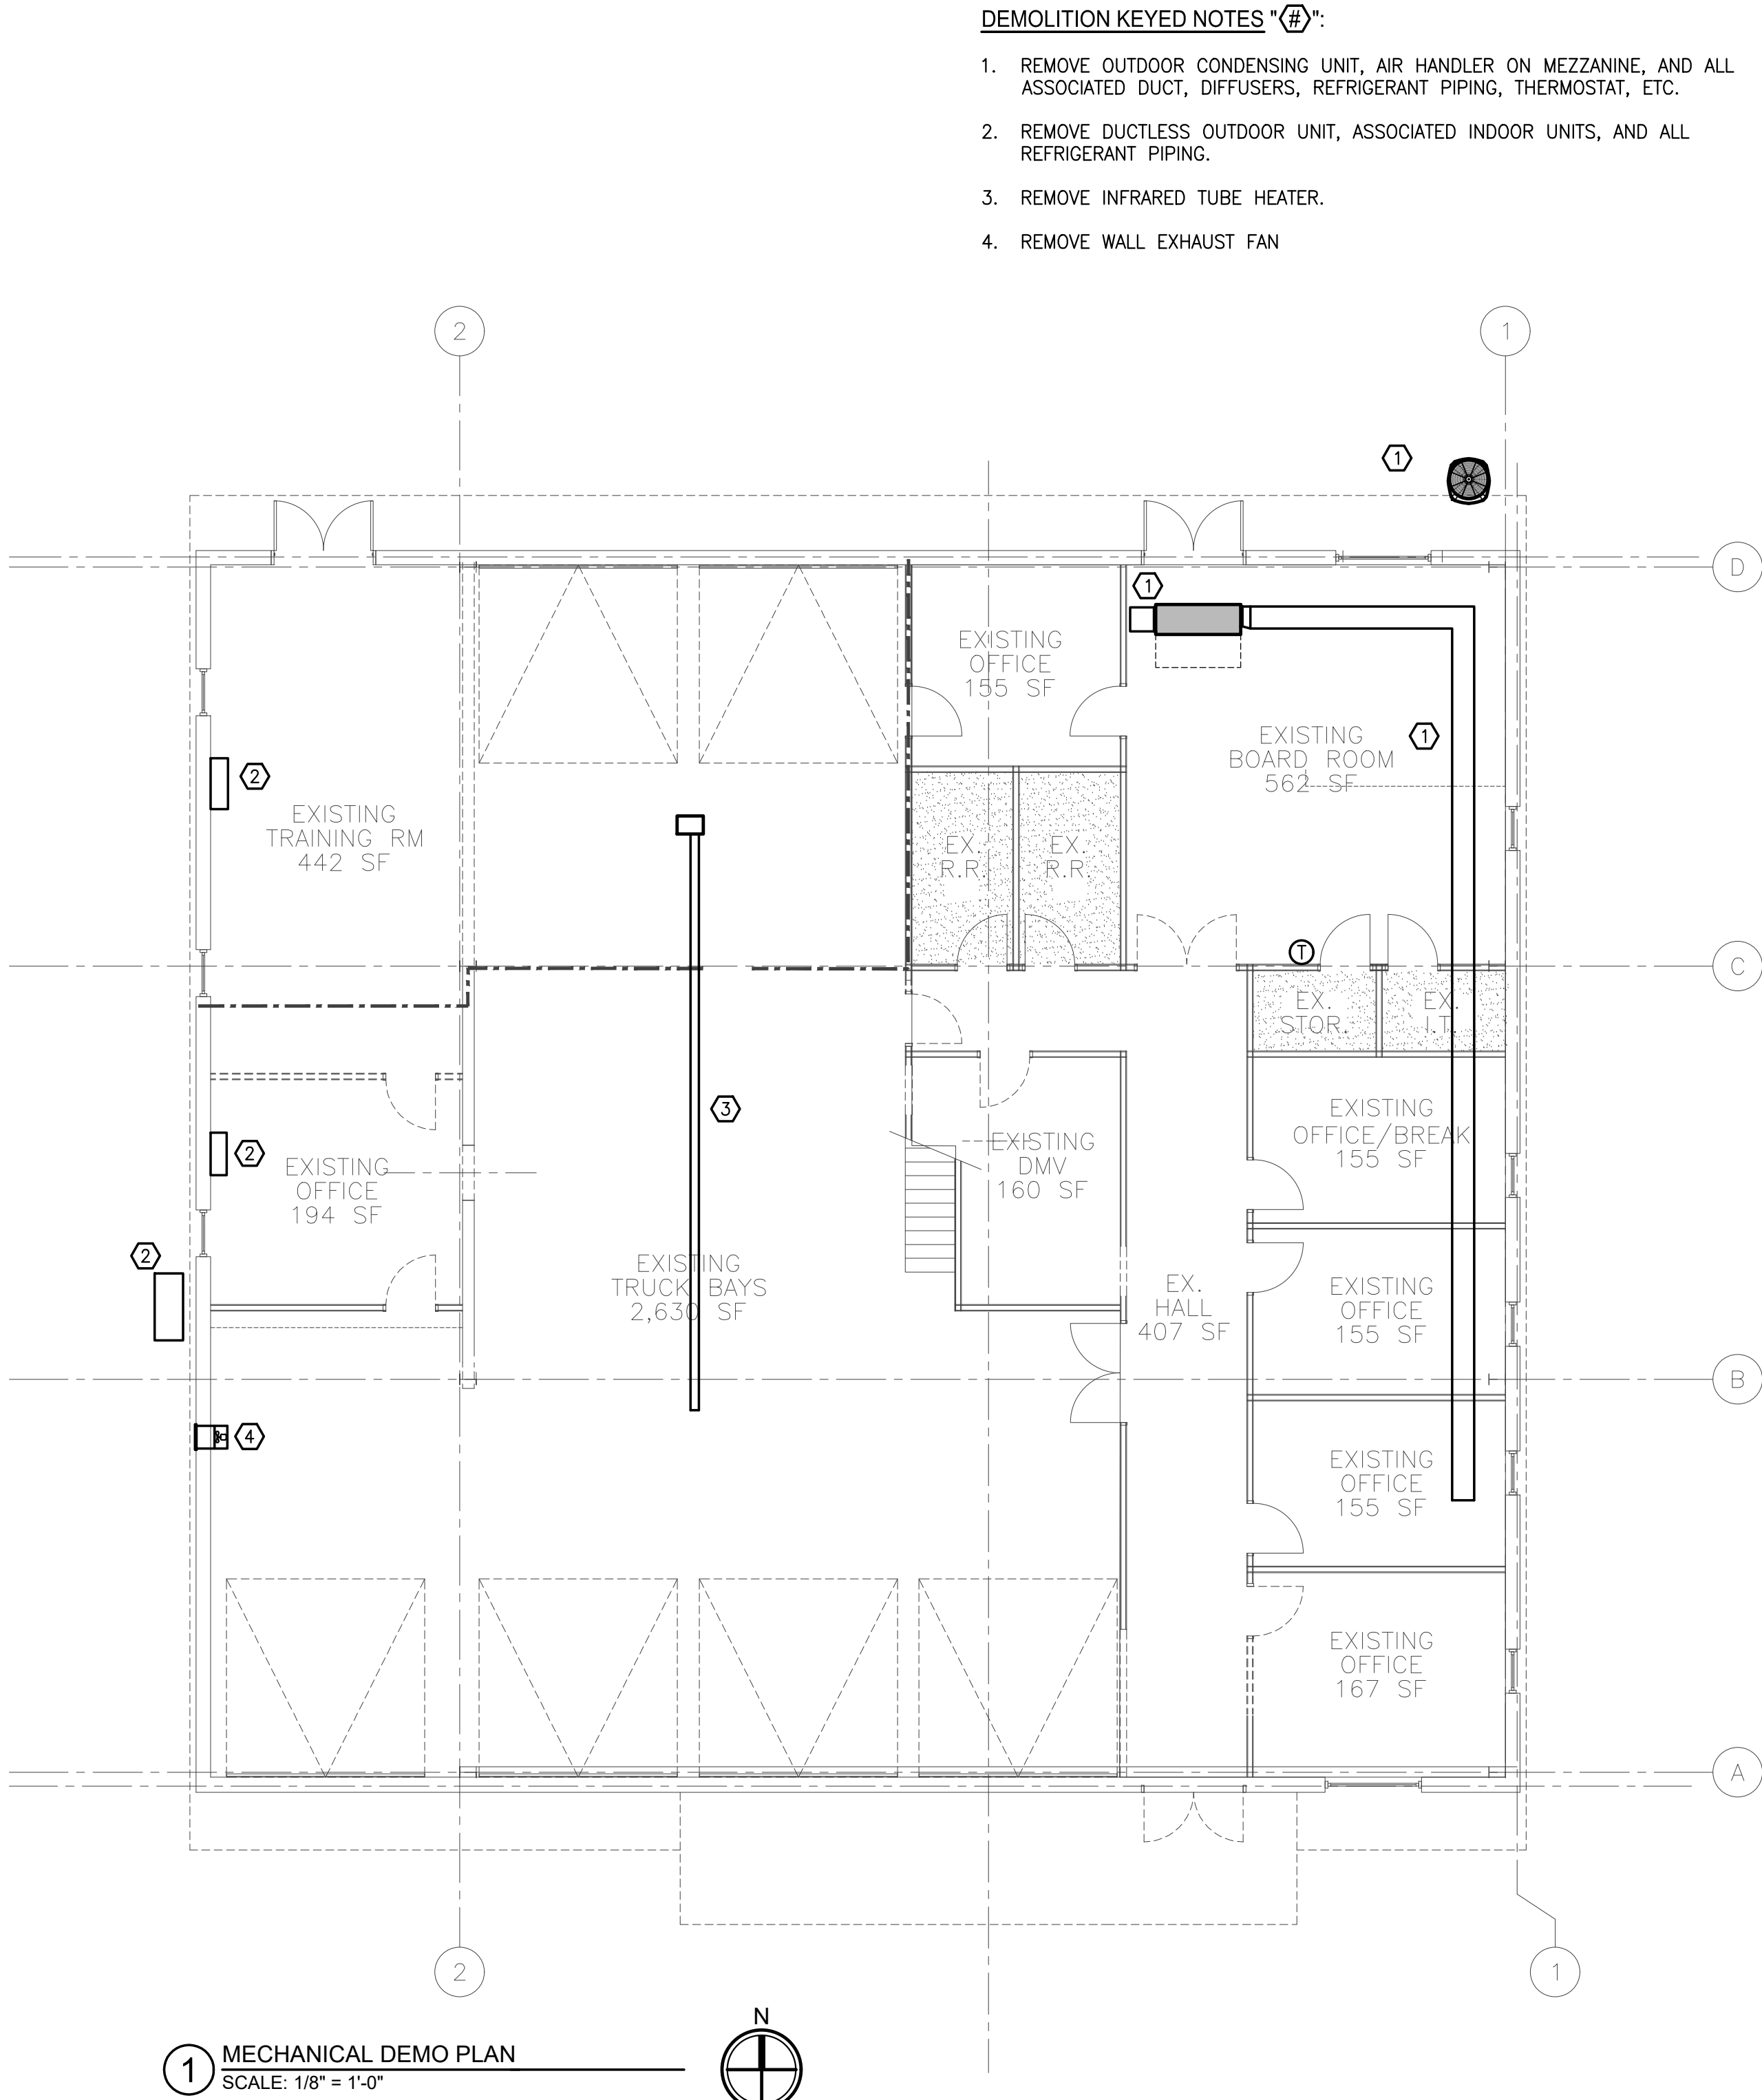 DEMOLITION KEYED NOTES "#":
1. REMOVE OUTDOOR CONDENSING UNIT, AIR HANDLER ON MEZZANINE, AND ALL
ASSOCIATED DUCT, DIFFUSERS, REFRIGERANT PIPING, THERMOSTAT, ETC.
2. REMOVE DUCTLESS OUTDOOR UNIT, ASSOCIATED INDOOR UNITS, AND ALL
REFRIGERANT PIPING.
3. REMOVE INFRARED TUBE HEATER.
4. REMOVE WALL EXHAUST FAN
2
1
1
D
1
EXISTING
OFFICE
155 SF
EXISTING
BOARD ROOM
562 SF
1
2
EXISTING
TRAINING RM
442 SF
EX.
R.R.
EX.
R.R.
T
C
EX.
STOR.
EX.
I.T.
3
EXISTING
OFFICE/BREAK
155 SF
2
EXISTING
OFFICE
194 SF
EXISTING
DMV
160 SF
2
EXISTING
TRUCK BAYS
2,630 SF
EX.
HALL
407 SF
EXISTING
OFFICE
155 SF
B
4
EXISTING
OFFICE
155 SF
EXISTING
OFFICE
167 SF
A
2
1
N
1
MECHANICAL DEMO PLAN
SCALE: 1/8" = 1'-0"